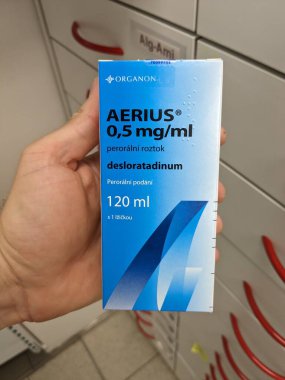 Alg-Ami
ORGANON
AERIUS®
0,5 mg/ml
perorální roztok
desloratadinum
Perorální podání
120 ml
s 1 lžičkou